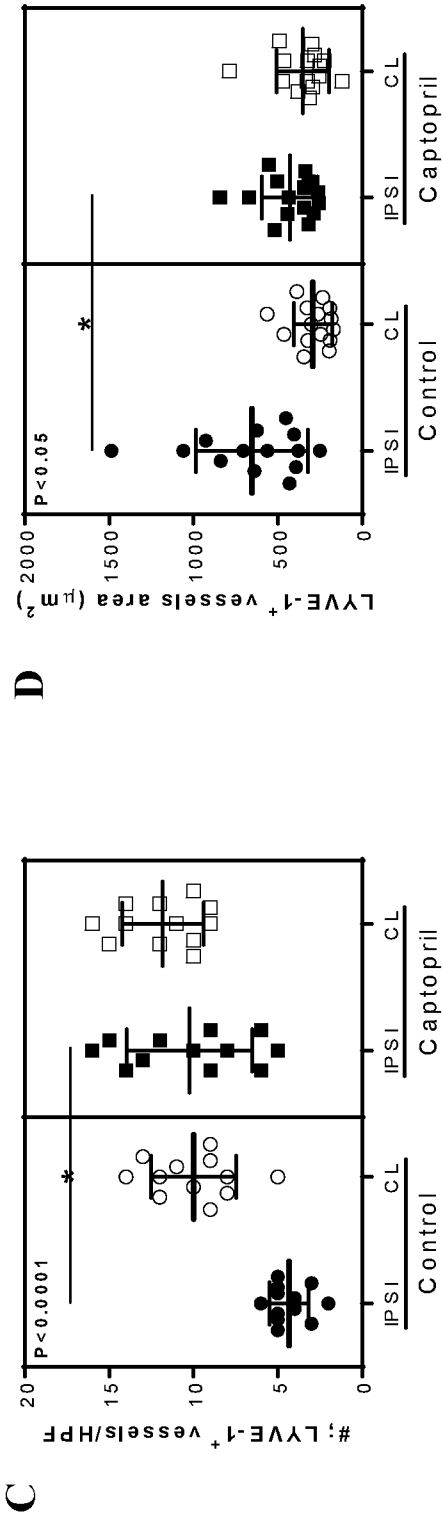 C
P<0.0001
*
#; LYVE-1+ vessels/HPF
20
15
10
5
0
IPSI CL IPSI CL
Control Captopril
D
P<0.05
*
LYVE-1+ vessels area (μm²)
2000
1500
1000
500
0
IPSI CL IPSI CL
Control Captopril